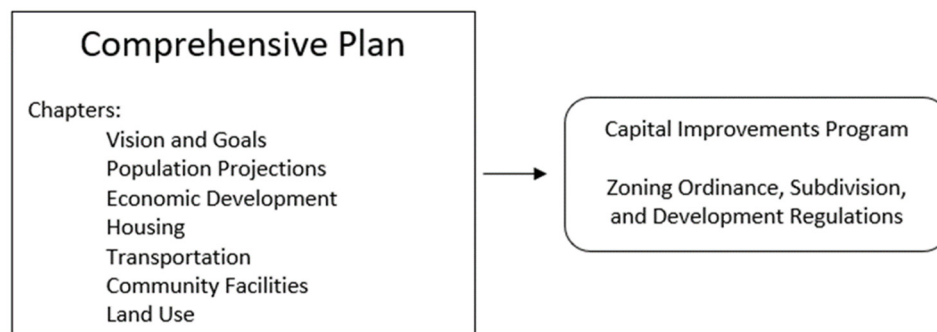 Comprehensive Plan
Chapters:
Vision and Goals
Population Projections
Economic Development
Housing
Transportation
Community Facilities
Land Use
Capital Improvements Program
Zoning Ordinance, Subdivision,
and Development Regulations